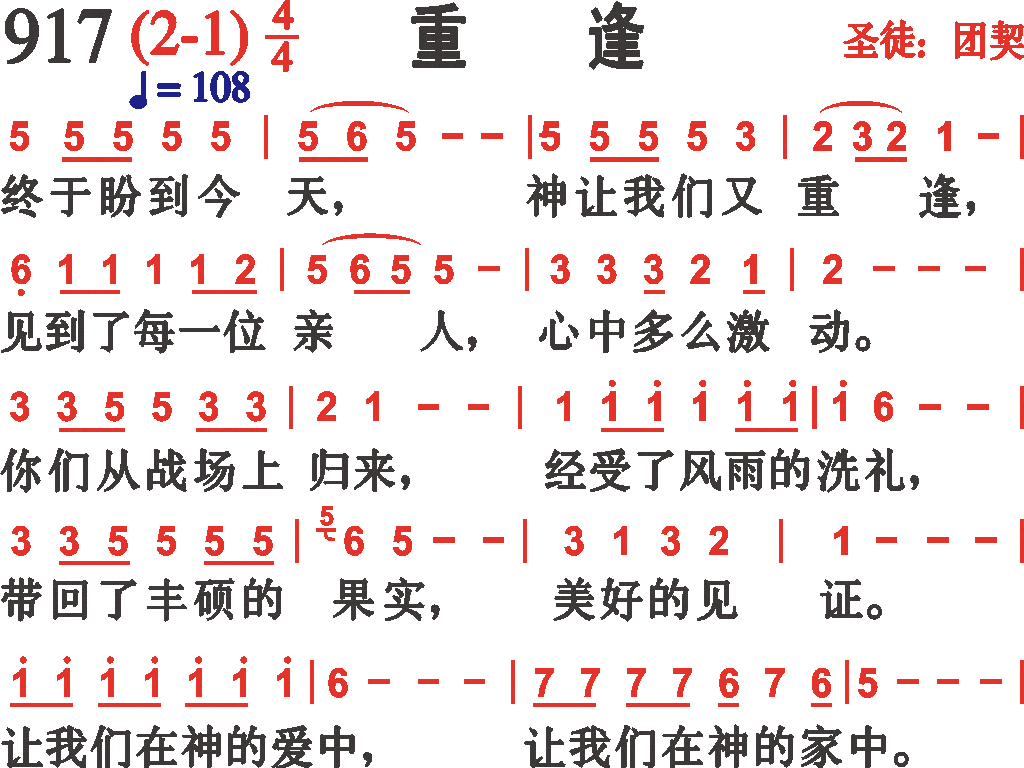 917 (2-1) 4/4 重 逢 圣徒：团契
♩= 108
5 5 5 5 5 | 5 6 5 - - | 5 5 5 5 3 | 2 3 2 1 - |
终于盼到今 天， 神让我们又 重 逢，
6̣ 1 1 1 1 2 | 5 6 5 5 - | 3 3 3 2 1 | 2 - - - |
见到了每一位 亲 人， 心中多么激 动。
3 3 5 5 3 3 | 2 1 - - | 1 1̇ 1̇ 1̇ 1̇ 1̇ | 1̇ 6 - - |
你们从战场上 归来， 经受了风雨的洗礼，
3 3 5 5 5 5 | 5 6 5 - - | 3 1 3 2 | 1 - - - |
带回了丰硕的 果实， 美好的见 证。
1̇ 1̇ 1̇ 1̇ 1̇ 1̇ 1̇ | 6 - - - | 7 7 7 7 6 7 6 | 5 - - - |
让我们在神的爱中， 让我们在神的家中。